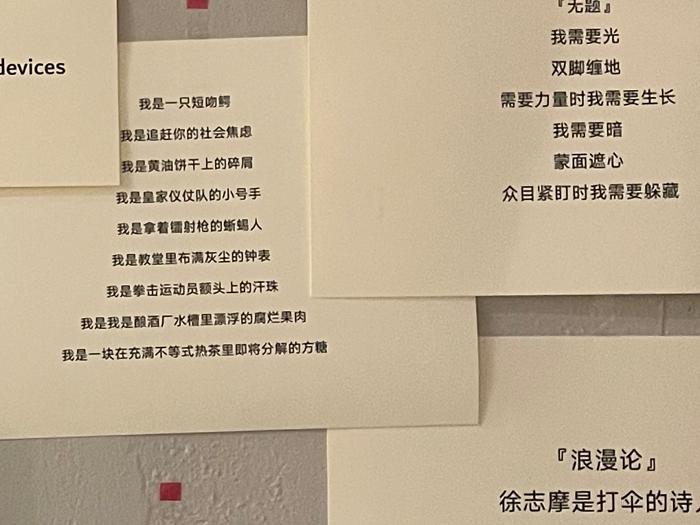 devices
我是一只短吻鳄
我是追赶你的社会焦虑
我是黄油饼干上的碎屑
我是皇家仪仗队的小号手
我是拿着镭射枪的蜥蜴人
我是教堂里布满灰尘的钟表
我是拳击运动员额头上的汗珠
我是我是酿酒厂水槽里漂浮的腐烂果肉
我是一块在充满不等式热茶里即将分解的方糖
『无题』
我需要光
双脚缠地
需要力量时我需要生长
我需要暗
蒙面遮心
众目紧盯时我需要躲藏
『浪漫论』
徐志摩是打伞的诗